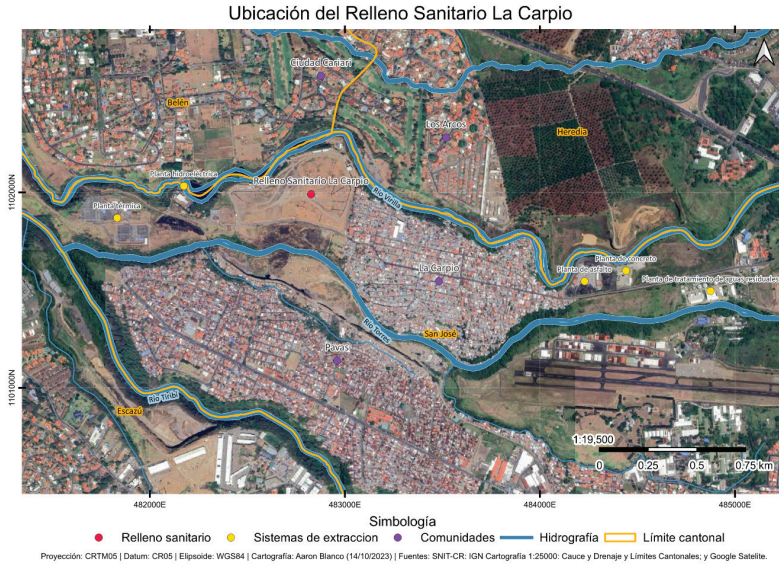 Ubicación del Relleno Sanitario La Carpio
Ciudad Cariari
Belén
Los Arcos
Heredia
Planta hidroeléctrica
Relleno Sanitario La Carpio
Río Virilla
1102000N
Planta térmica
Planta de concreto
La Carpio
Planta de asfalto
Planta de tratamiento de aguas residuales
Río Torres
San José
Pavas
1101000N
Río Tiribí
Escazú
1:19,500
0 0.25 0.5 0.75 km
482000E 483000E 484000E 485000E
Simbología
Relleno sanitario Sistemas de extraccion Comunidades Hidrografía Límite cantonal
Proyección: CRTM05 | Datum: CR05 | Elipsoide: WGS84 | Cartografía: Aaron Blanco (14/10/2023) | Fuentes: SNIT-CR: IGN Cartografía 1:25000: Cauce y Drenaje y Límites Cantonales; y Google Satelite.